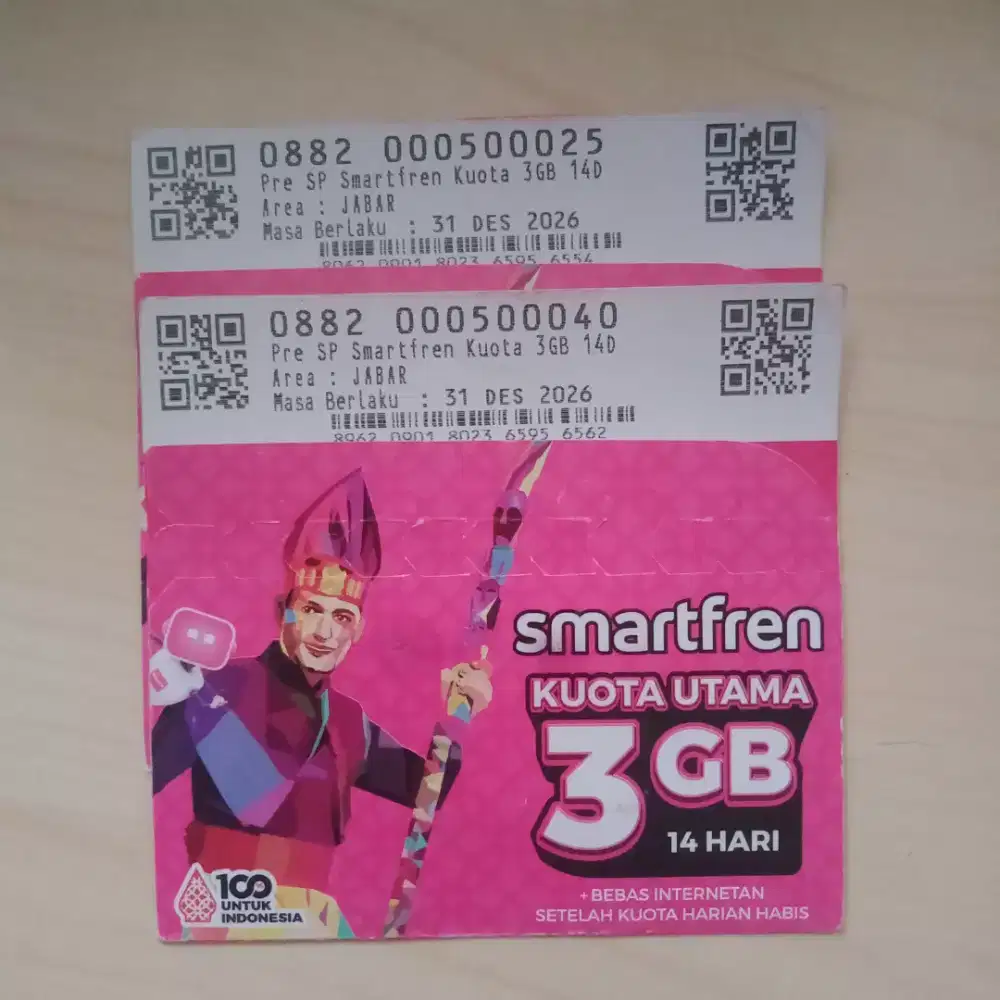 0882 000500025
Pre SP Smartfren Kuota 3GB 14D
Area : JABAR
Masa Berlaku : 31 DES 2026
8962 0901 8023 6595 6554
0882 000500040
Pre SP Smartfren Kuota 3GB 14D
Area : JABAR
Masa Berlaku : 31 DES 2026
8962 0901 8023 6595 6562
smartfren
KUOTA UTAMA
3 GB
14 HARI
+ BEBAS INTERNETAN
SETELAH KUOTA HARIAN HABIS
100
UNTUK
INDONESIA